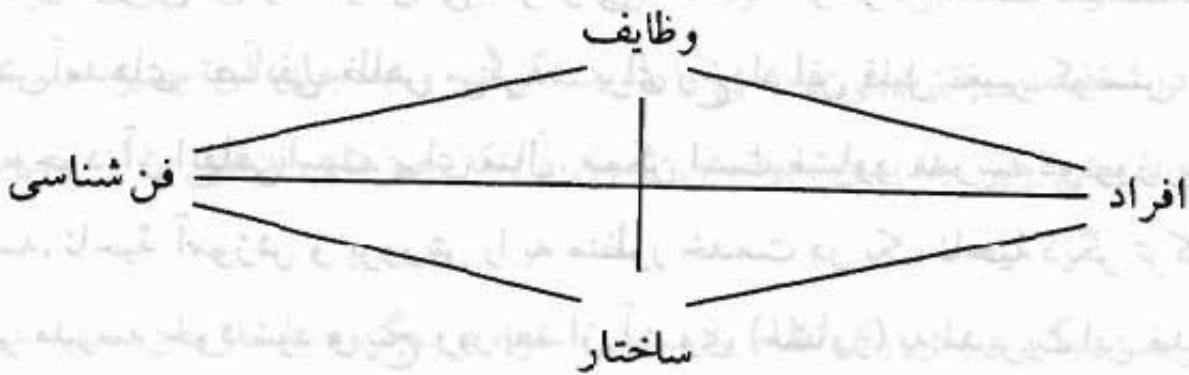 وظایف
افراد
فن شناسی
ساختار